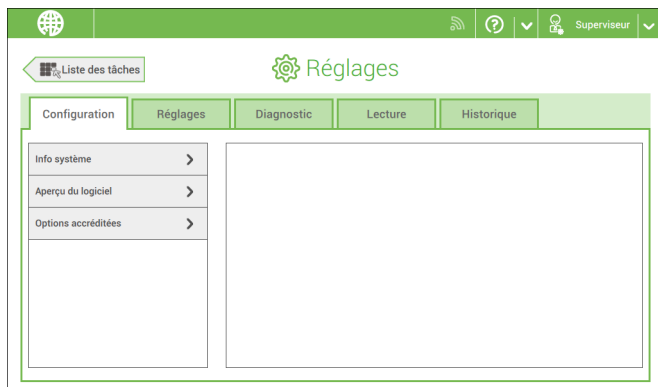 Superviseur
Liste des tâches
Réglages
Configuration
Réglages
Diagnostic
Lecture
Historique
Info système
Aperçu du logiciel
Options accréditées